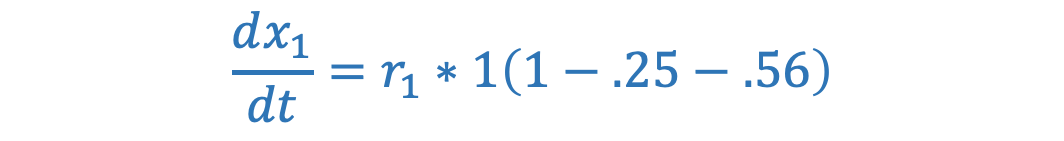 dx₁/dt = r₁ * 1(1 − .25 − .56)